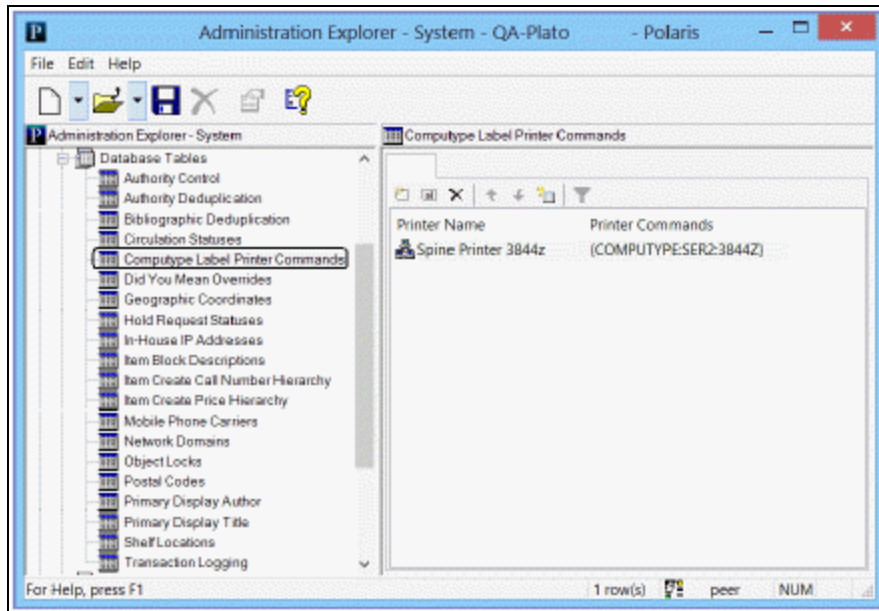 Administration Explorer - System - QA-Plato - Polaris
File Edit Help
Administration Explorer - System
Computype Label Printer Commands
Database Tables
Authority Control
Authority Deduplication
Bibliographic Deduplication
Circulation Statuses
Computype Label Printer Commands
Did You Mean Overrides
Geographic Coordinates
Hold Request Statuses
In-House IP Addresses
Item Block Descriptions
Item Create Call Number Hierarchy
Item Create Price Hierarchy
Mobile Phone Carriers
Network Domains
Object Locks
Postal Codes
Primary Display Author
Primary Display Title
Shelf Locations
Transaction Logging
Printer Name Printer Commands
Spine Printer 3844z (COMPUTYPE:SER2:3844Z)
For Help, press F1 1 row(s) peer NUM